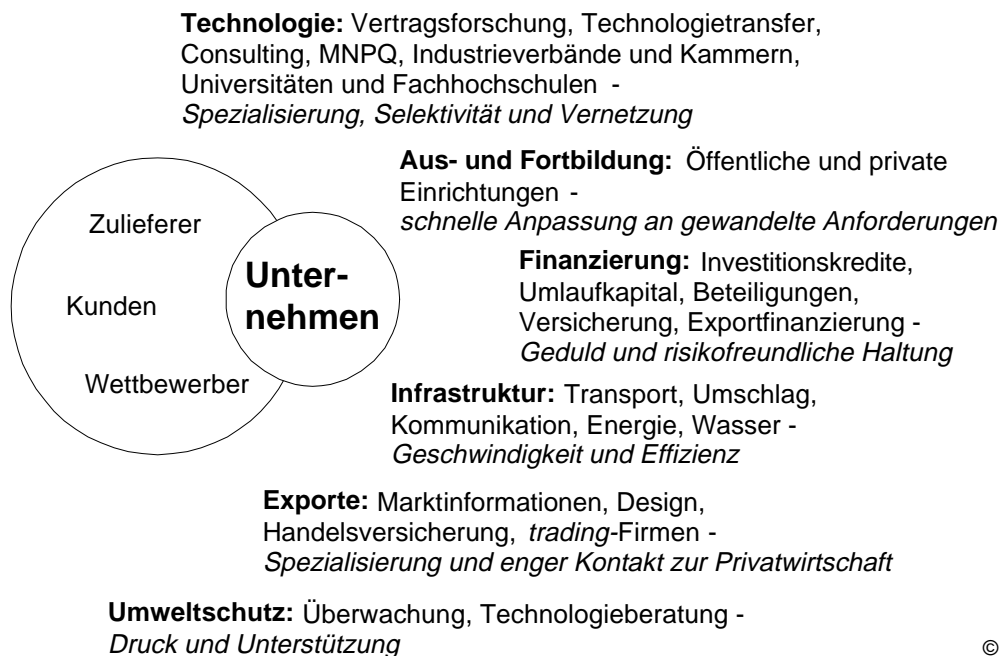 Technologie: Vertragsforschung, Technologietransfer,
Consulting, MNPQ, Industrieverbände und Kammern,
Universitäten und Fachhochschulen -
Spezialisierung, Selektivität und Vernetzung
Aus- und Fortbildung: Öffentliche und private
Einrichtungen -
schnelle Anpassung an gewandelte Anforderungen
Zulieferer
Kunden
Wettbewerber
Unter-
nehmen
Finanzierung: Investitionskredite,
Umlaufkapital, Beteiligungen,
Versicherung, Exportfinanzierung -
Geduld und risikofreundliche Haltung
Infrastruktur: Transport, Umschlag,
Kommunikation, Energie, Wasser -
Geschwindigkeit und Effizienz
Exporte: Marktinformationen, Design,
Handelsversicherung, trading-Firmen -
Spezialisierung und enger Kontakt zur Privatwirtschaft
Umweltschutz: Überwachung, Technologieberatung -
Druck und Unterstützung
©